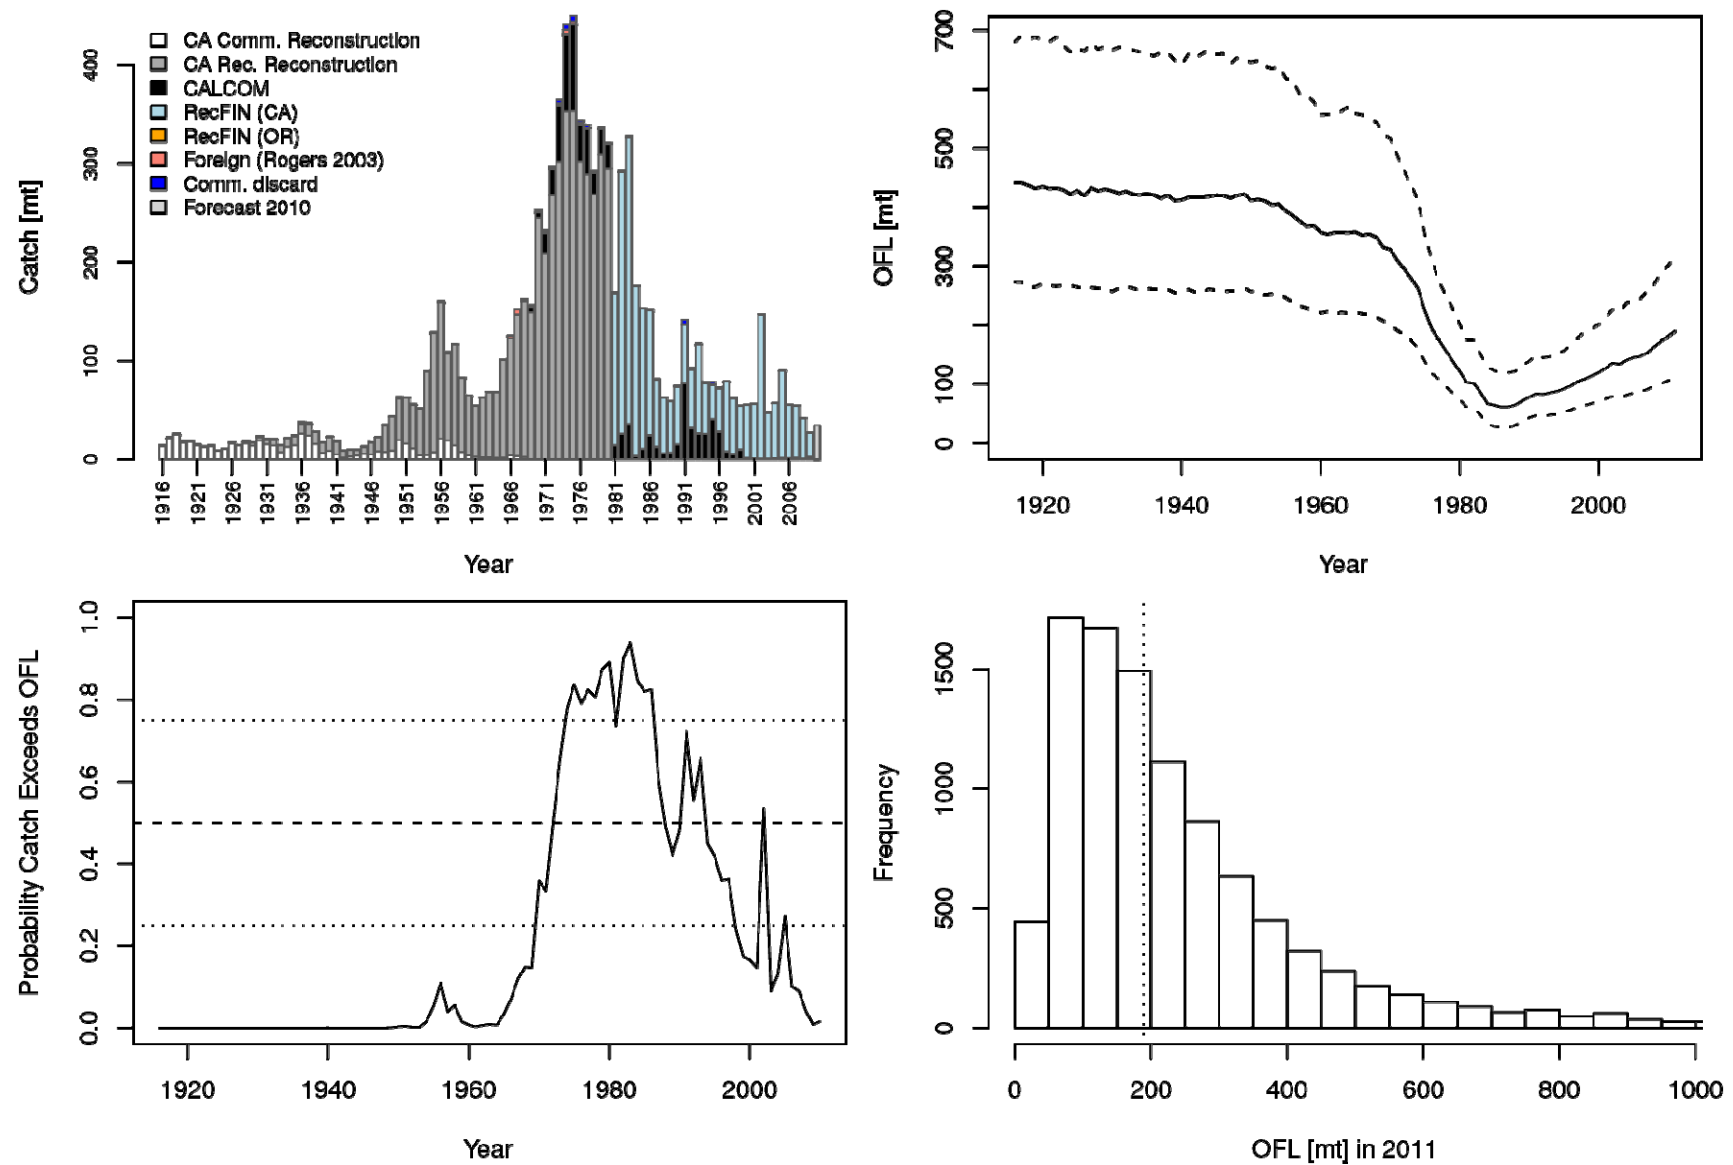 CA Comm. Reconstruction
CA Rec. Reconstruction
CALCOM
RecFIN (CA)
RecFIN (OR)
Foreign (Rogers 2003)
Comm. discard
Forecast 2010
Catch [mt]
0 100 200 300 400
1916 1921 1926 1931 1936 1941 1946 1951 1956 1961 1966 1971 1976 1981 1986 1991 1996 2001 2006
Year
OFL [mt]
0 100 300 500 700
1920 1940 1960 1980 2000
Year
Probability Catch Exceeds OFL
0.0 0.2 0.4 0.6 0.8 1.0
1920 1940 1960 1980 2000
Year
Frequency
0 500 1000 1500
0 200 400 600 800 1000
OFL [mt] in 2011